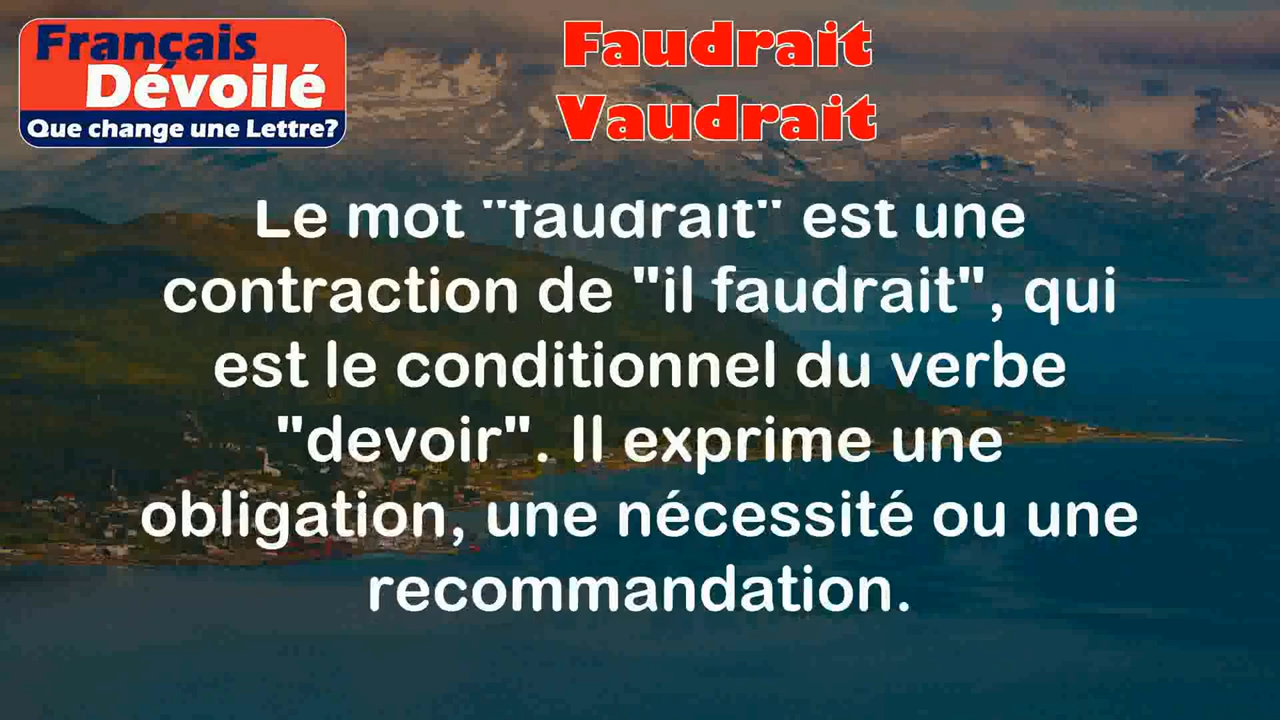 Français
Dévoilé
Que change une Lettre?
Faudrait
Vaudrait
Le mot "faudrait" est une
contraction de "il faudrait", qui
est le conditionnel du verbe
"devoir". Il exprime une
obligation, une nécessité ou une
recommandation.